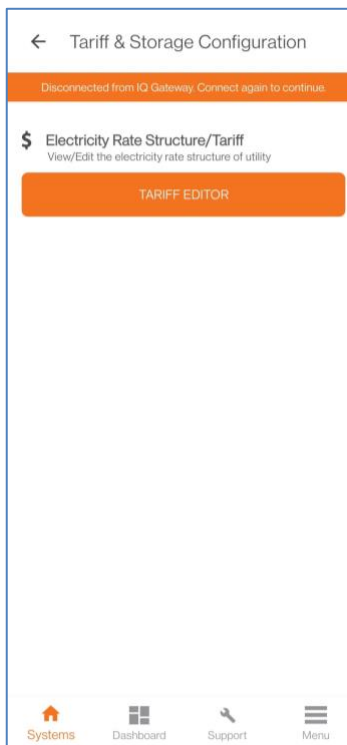 Tariff & Storage Configuration
Disconnected from IQ Gateway. Connect again to continue.
$ Electricity Rate Structure/Tariff
View/Edit the electricity rate structure of utility
TARIFF EDITOR
Systems Dashboard Support Menu